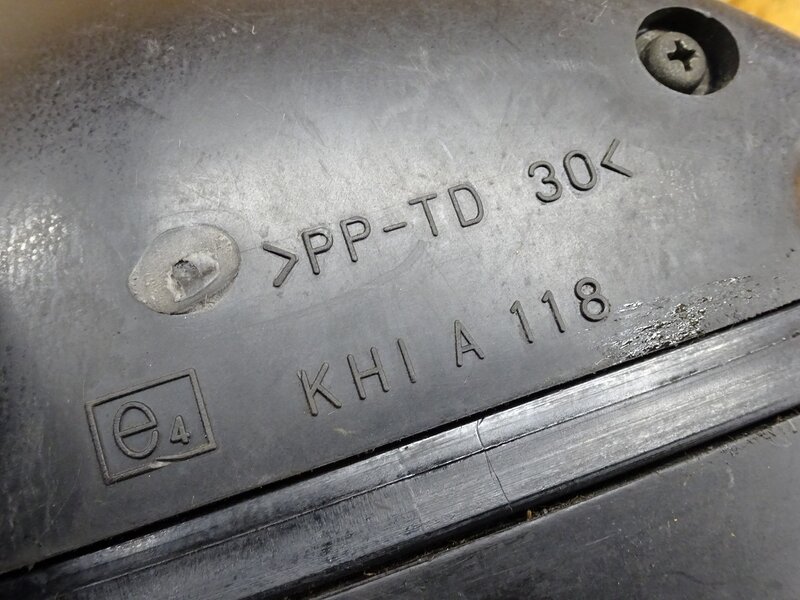 >PP-TD 30<
KHI A 118
e4